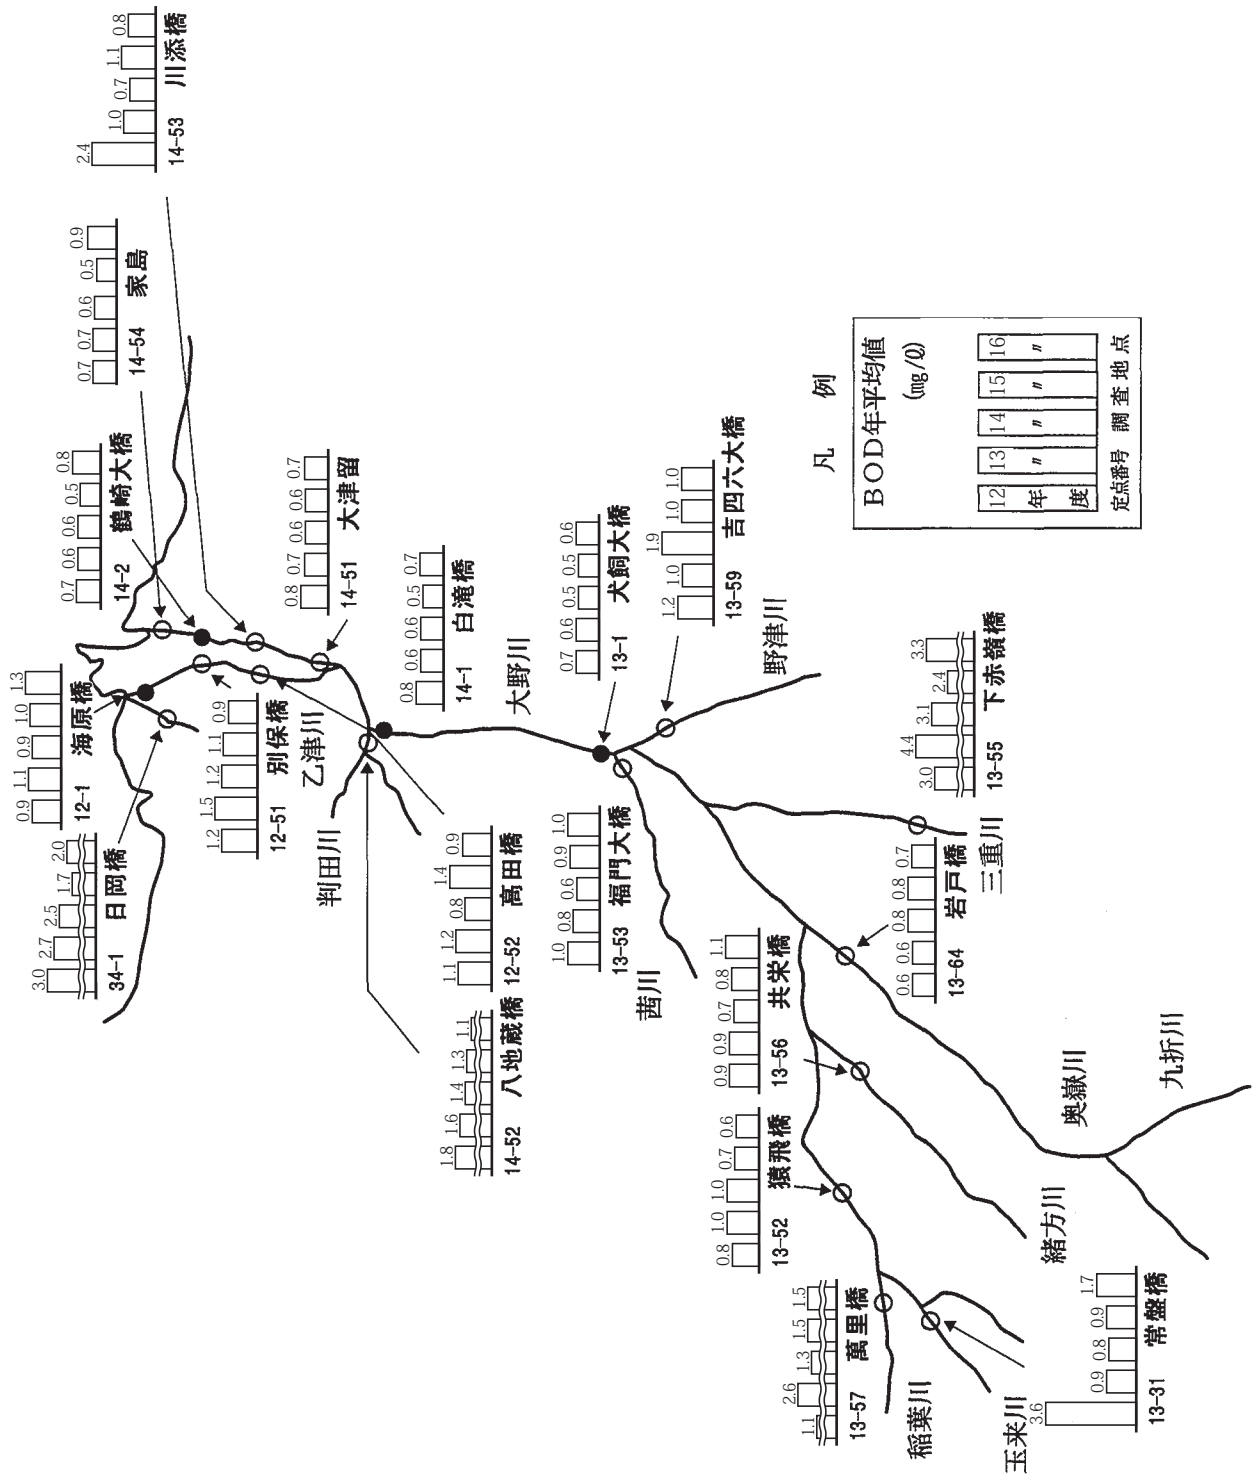 3.0 2.7 2.5 1.7 2.0
34-1 日岡橋
0.9 1.1 0.9 1.0 1.3
12-1 海原橋
0.7 0.6 0.6 0.5 0.8
14-2 鶴崎大橋
0.7 0.7 0.6 0.5 0.9
14-54 家島
2.4 1.0 0.7 1.1 0.8
14-53 川添橋
1.2 1.5 1.2 1.1 0.9
12-51 別保橋
乙津川
0.8 0.7 0.6 0.6 0.7
14-51 大津留
判田川
1.8 1.6 1.4 1.3 1.1
14-52 八地蔵橋
1.1 1.2 0.8 1.4 0.9
12-52 高田橋
0.8 0.6 0.6 0.5 0.7
14-1 白滝橋
大野川
1.0 0.8 0.6 0.9 1.0
13-53 福門大橋
0.7 0.6 0.5 0.5 0.6
13-1 犬飼大橋
茜川
1.2 1.0 1.9 1.0 1.0
13-59 吉四六大橋
野津川
0.8 1.0 1.0 0.7 0.6
13-52 猿飛橋
0.9 0.9 0.7 0.8 1.1
13-56 共栄橋
1.1 2.6 1.3 1.5 1.5
13-57 萬里橋
稲葉川
0.6 0.6 0.8 0.8 0.7
13-64 岩戸橋
三重川
3.0 4.4 3.1 2.4 3.3
13-55 下赤嶺橋
玉来川
3.6 0.9 0.8 0.9 1.7
13-31 常盤橋
緒方川
奥嶽川
九折川
凡例
BOD年平均値
(mg/ℓ)
12 13 14 15 16
年 〃 〃 〃 〃
度
定点番号 調査地点